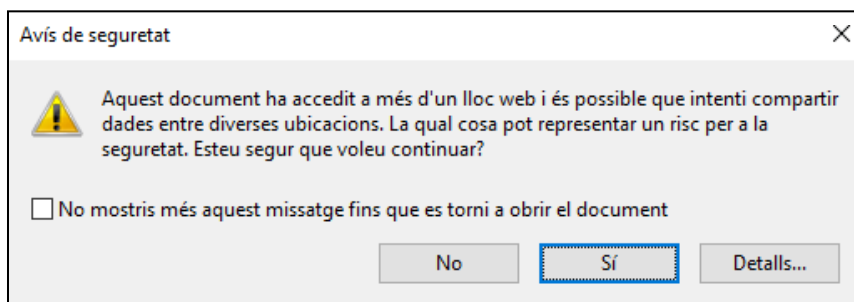 Avís de seguretat
Aquest document ha accedit a més d'un lloc web i és possible que intenti compartir
dades entre diverses ubicacions. La qual cosa pot representar un risc per a la
seguretat. Esteu segur que voleu continuar?
No mostris més aquest missatge fins que es torni a obrir el document
No Sí Detalls...